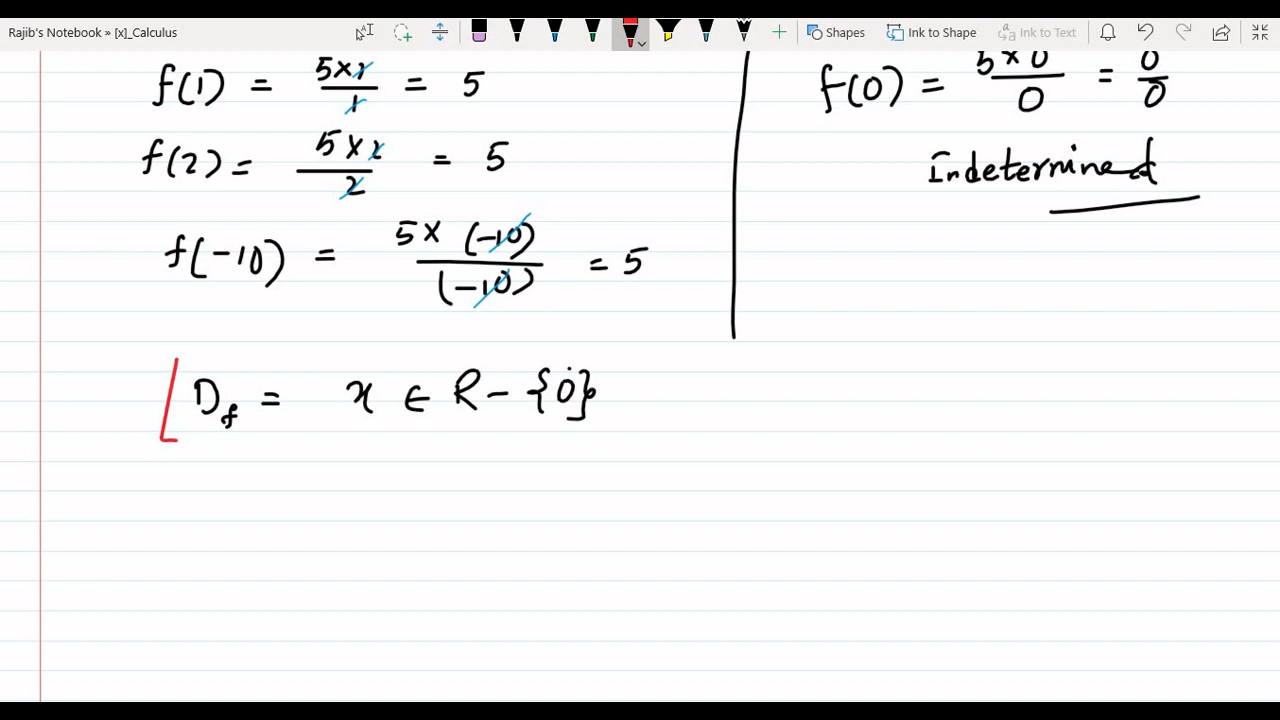 Rajib's Notebook » [x]_Calculus
Shapes
Ink to Shape
Ink to Text
f(1) = 5×1/1 = 5
f(2) = 5×2/2 = 5
f(-10) = 5×(-10)/(-10) = 5
f(0) = 5×0/0 = 0/0
Indetermined
D_f = x ∈ R - {0}